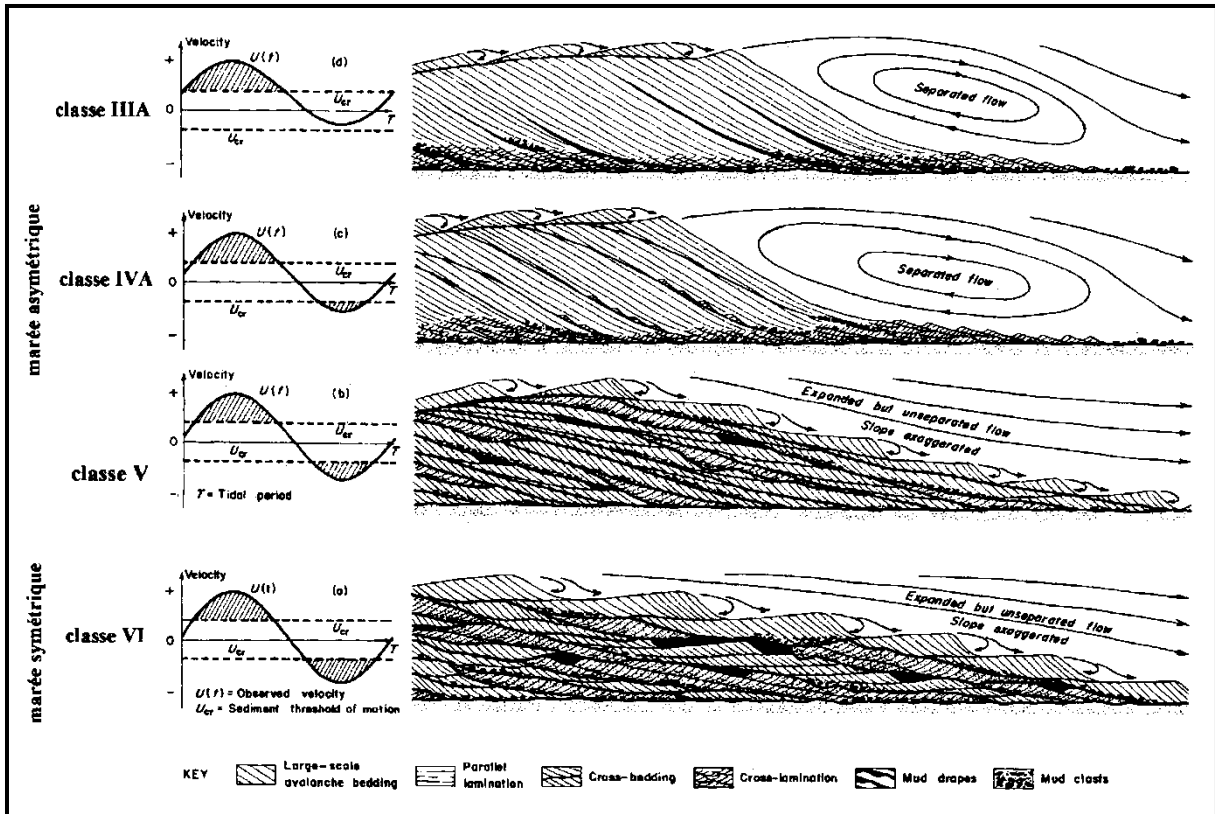 marée asymétrique
classe IIIA
Velocity
+
U(t)
(d)
Ucr
0
T
Ucr
−
Separated flow
classe IVA
Velocity
+
U(t)
(c)
Ucr
0
T
Ucr
−
Separated flow
classe V
Velocity
+
U(t)
(b)
Ucr
0
T
Ucr
−
T = Tidal period
Expanded but unseparated flow
Slope exaggerated
marée symétrique
classe VI
Velocity
+
U(t)
(a)
Ucr
0
T
Ucr
−
U(t) = Observed velocity
Ucr = Sediment threshold of motion
Expanded but unseparated flow
Slope exaggerated
KEY
Large-scale
avalanche bedding
Parallel
lamination
Cross-bedding
Cross-lamination
Mud drapes
Mud clasts